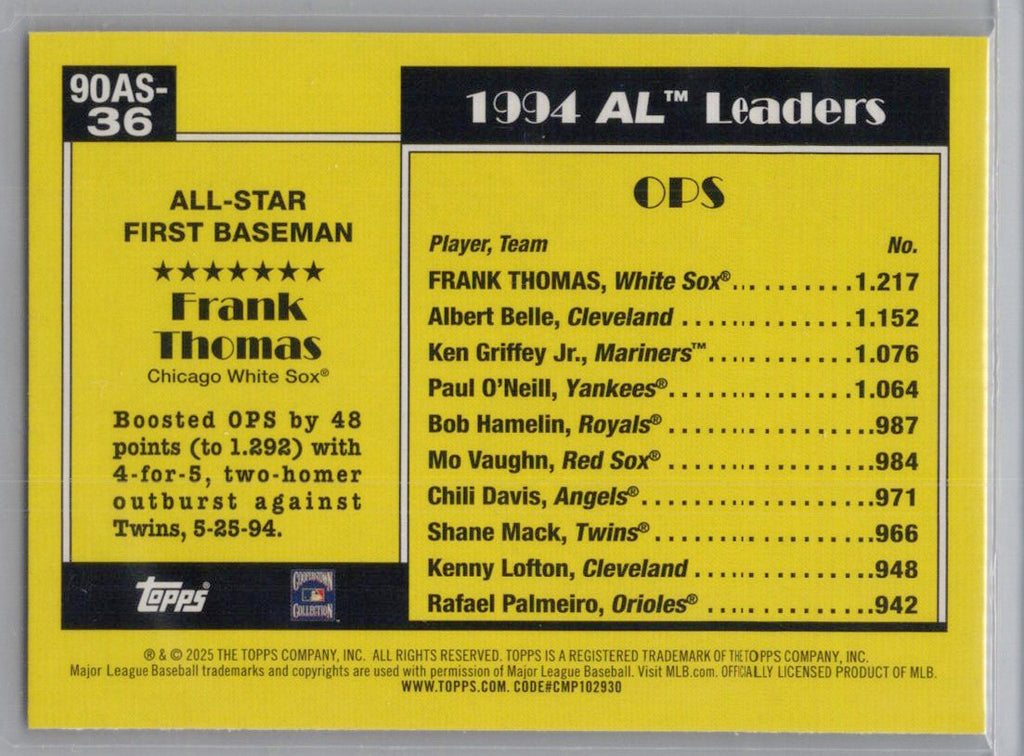 90AS-
36
ALL-STAR
FIRST BASEMAN
★★★★★★★
Frank
Thomas
Chicago White Sox®
Boosted OPS by 48
points (to 1.292) with
4-for-5, two-homer
outburst against
Twins, 5-25-94.
Topps®
COOPERSTOWN
COLLECTION
1994 AL™ Leaders
OPS
Player, Team No.
FRANK THOMAS, White Sox®............1.217
Albert Belle, Cleveland ..............1.152
Ken Griffey Jr., Mariners™.............1.076
Paul O'Neill, Yankees®...............1.064
Bob Hamelin, Royals® ................987
Mo Vaughn, Red Sox® ................984
Chili Davis, Angels®..................971
Shane Mack, Twins® .................966
Kenny Lofton, Cleveland ..............948
Rafael Palmeiro, Orioles® .............942
® & © 2025 THE TOPPS COMPANY, INC. ALL RIGHTS RESERVED. TOPPS IS A REGISTERED TRADEMARK OF THE TOPPS COMPANY, INC.
Major League Baseball trademarks and copyrights are used with permission of Major League Baseball. Visit MLB.com. OFFICIALLY LICENSED PRODUCT OF MLB.
WWW.TOPPS.COM. CODE#CMP102930